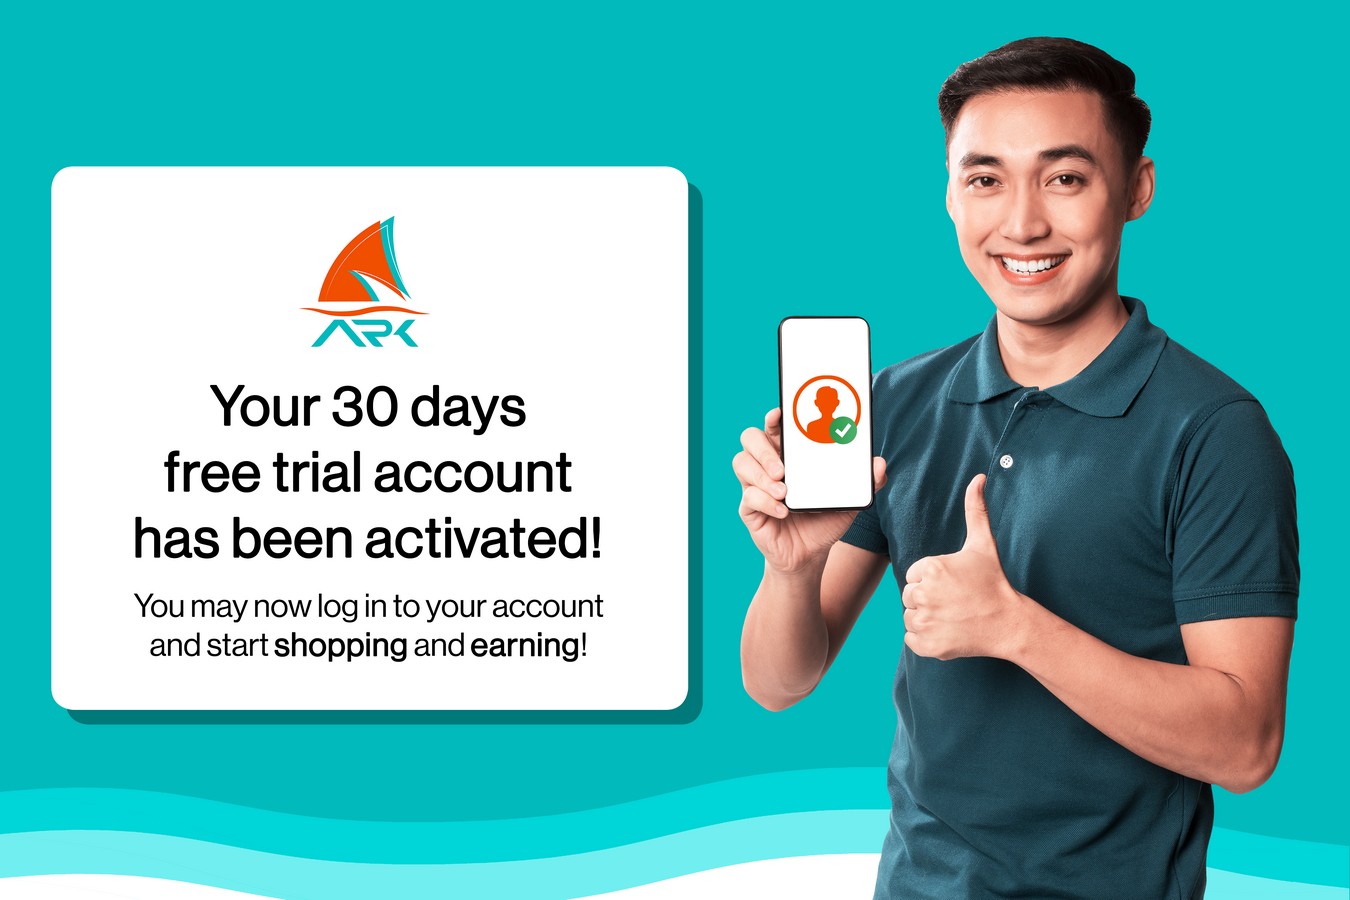 ARK
Your 30 days
free trial account
has been activated!
You may now log in to your account
and start shopping and earning!